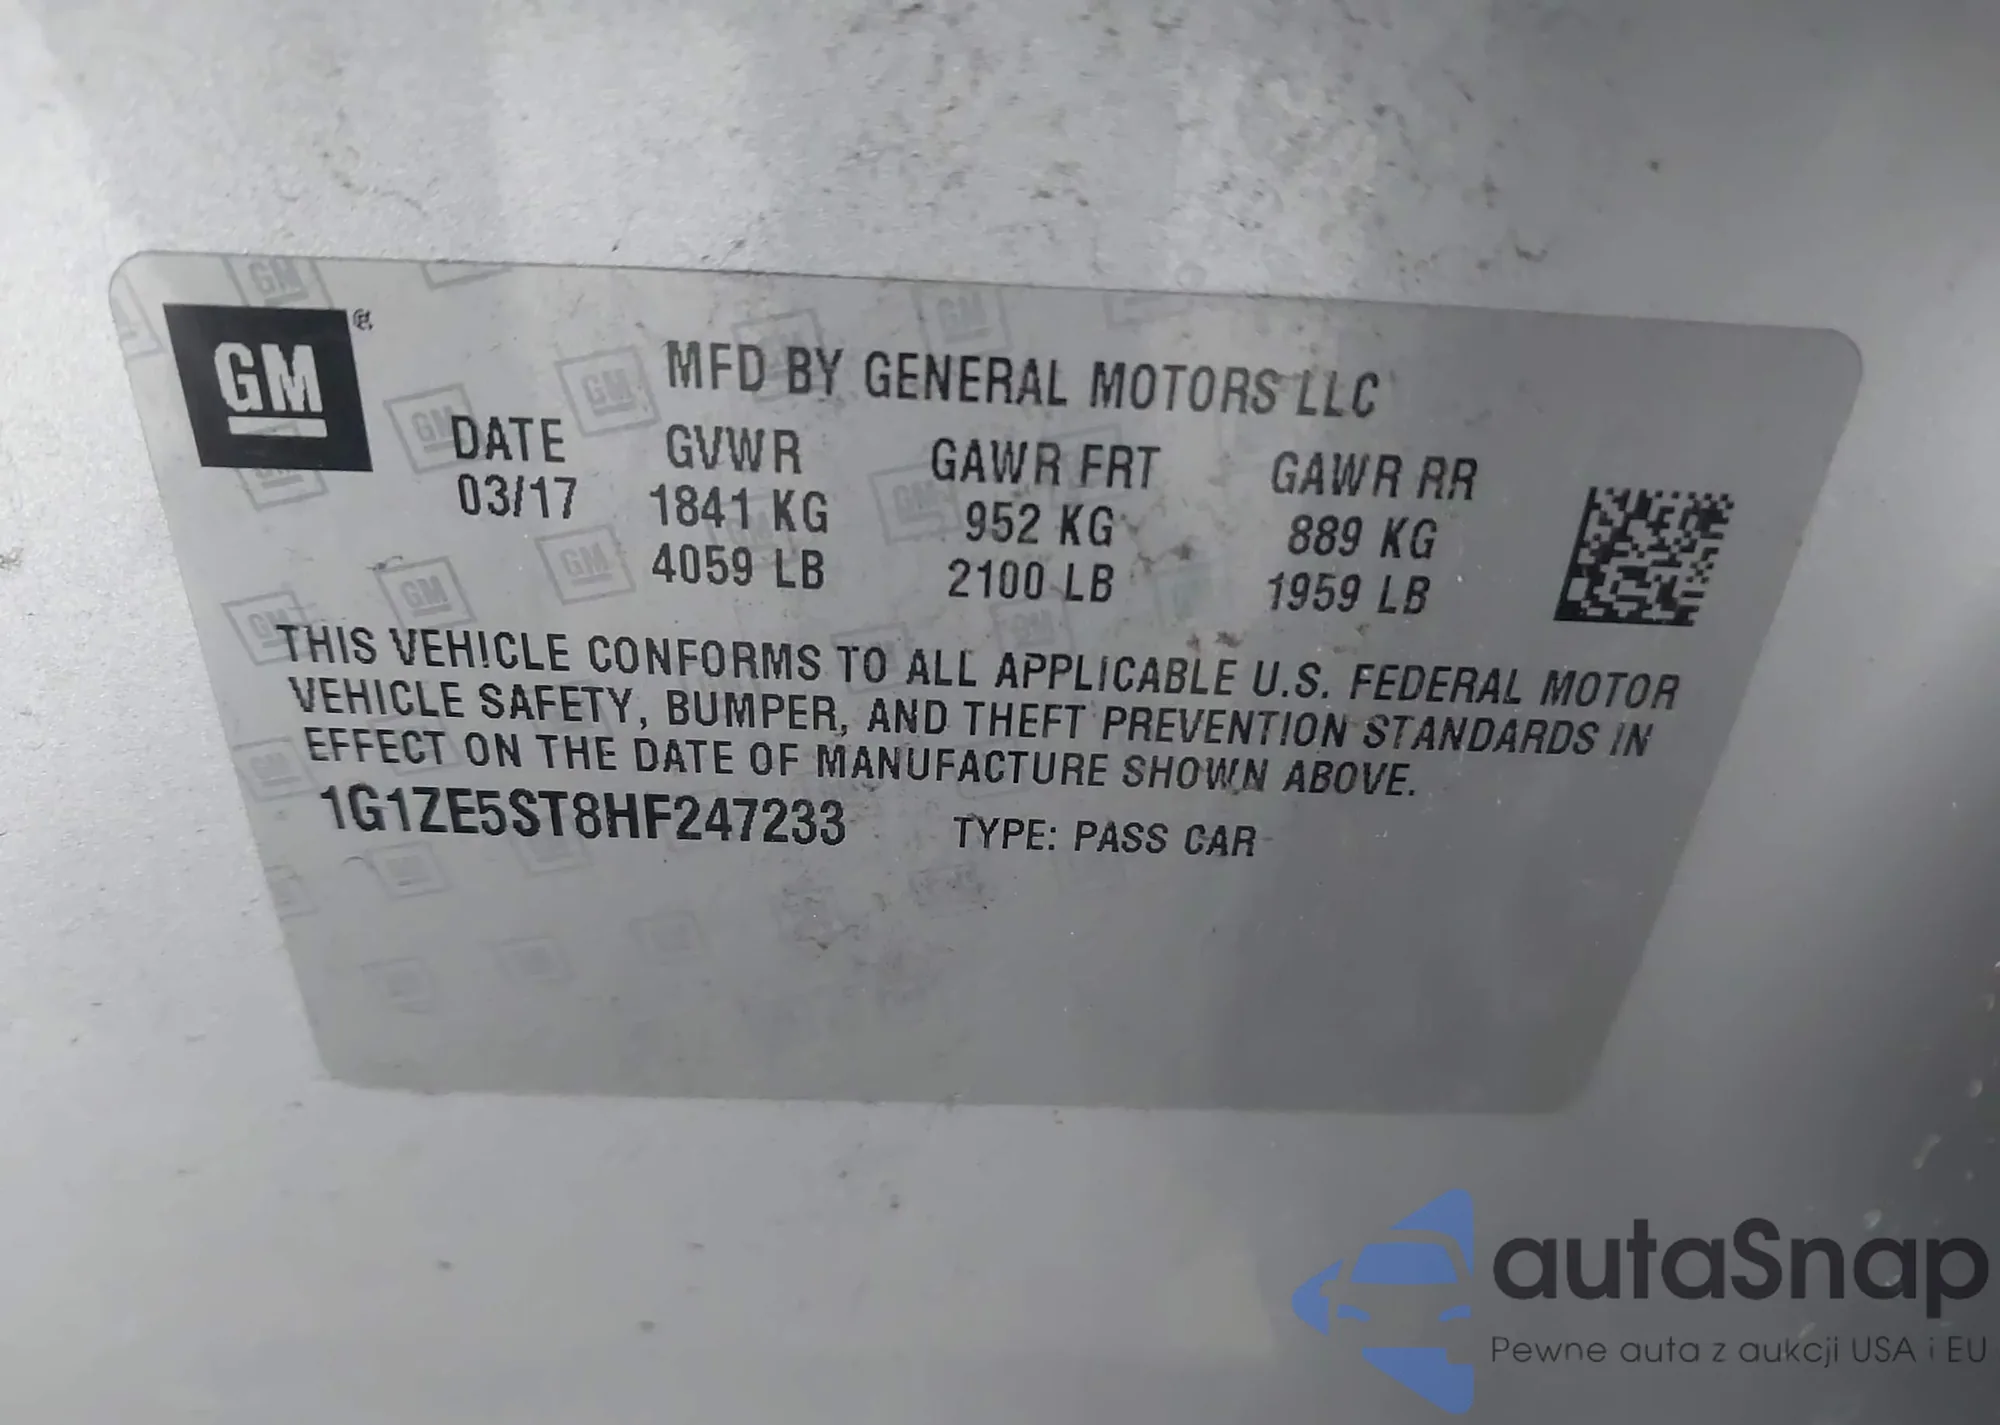 GM
MFD BY GENERAL MOTORS LLC
DATE GVWR GAWR FRT GAWR RR
03/17 1841 KG 952 KG 889 KG
4059 LB 2100 LB 1959 LB
THIS VEHICLE CONFORMS TO ALL APPLICABLE U.S. FEDERAL MOTOR
VEHICLE SAFETY, BUMPER, AND THEFT PREVENTION STANDARDS IN
EFFECT ON THE DATE OF MANUFACTURE SHOWN ABOVE.
1G1ZE5ST8HF247233 TYPE: PASS CAR
autaSnap
Pewne auta z aukcji USA i EU